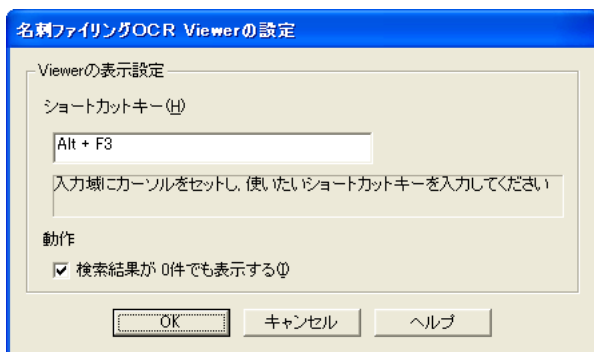 名刺ファイリングOCR Viewerの設定
Viewerの表示設定
ショートカットキー(H)
Alt + F3
入力域にカーソルをセットし、使いたいショートカットキーを入力してください
動作
検索結果が 0件でも表示する(I)
OK
キャンセル
ヘルプ